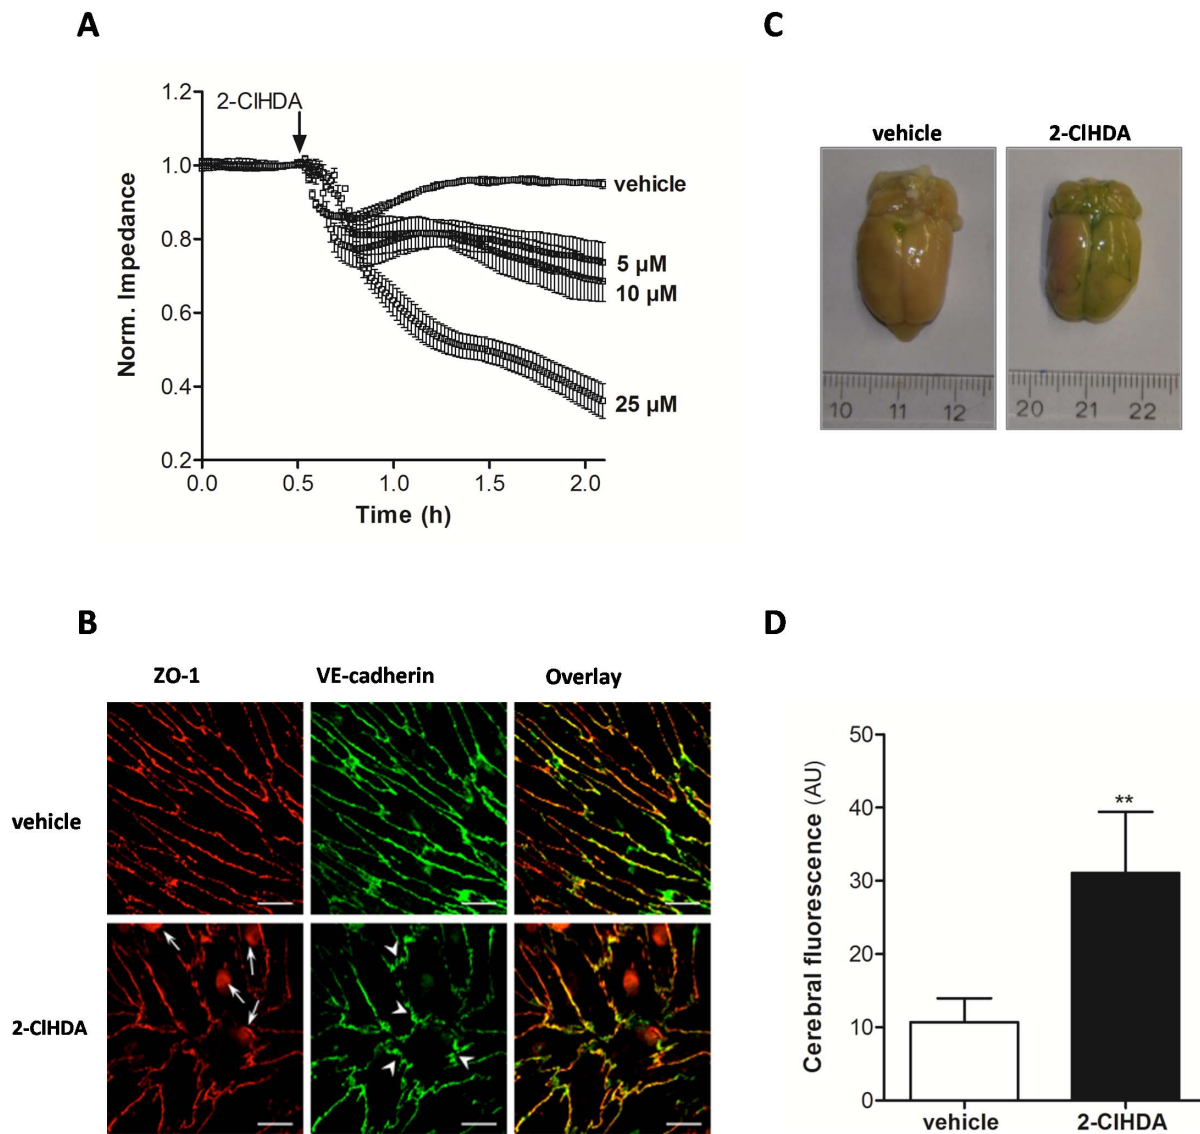 A
1.2
1.0
0.8
0.6
0.4
0.2
Norm. Impedance
2-ClHDA
vehicle
5 µM
10 µM
25 µM
0.0 0.5 1.0 1.5 2.0
Time (h)
C
vehicle 2-ClHDA
10 11 12
20 21 22
B
ZO-1 VE-cadherin Overlay
vehicle
2-ClHDA
D
50
40
30
20
10
0
Cerebral fluorescence (AU)
**
vehicle 2-ClHDA